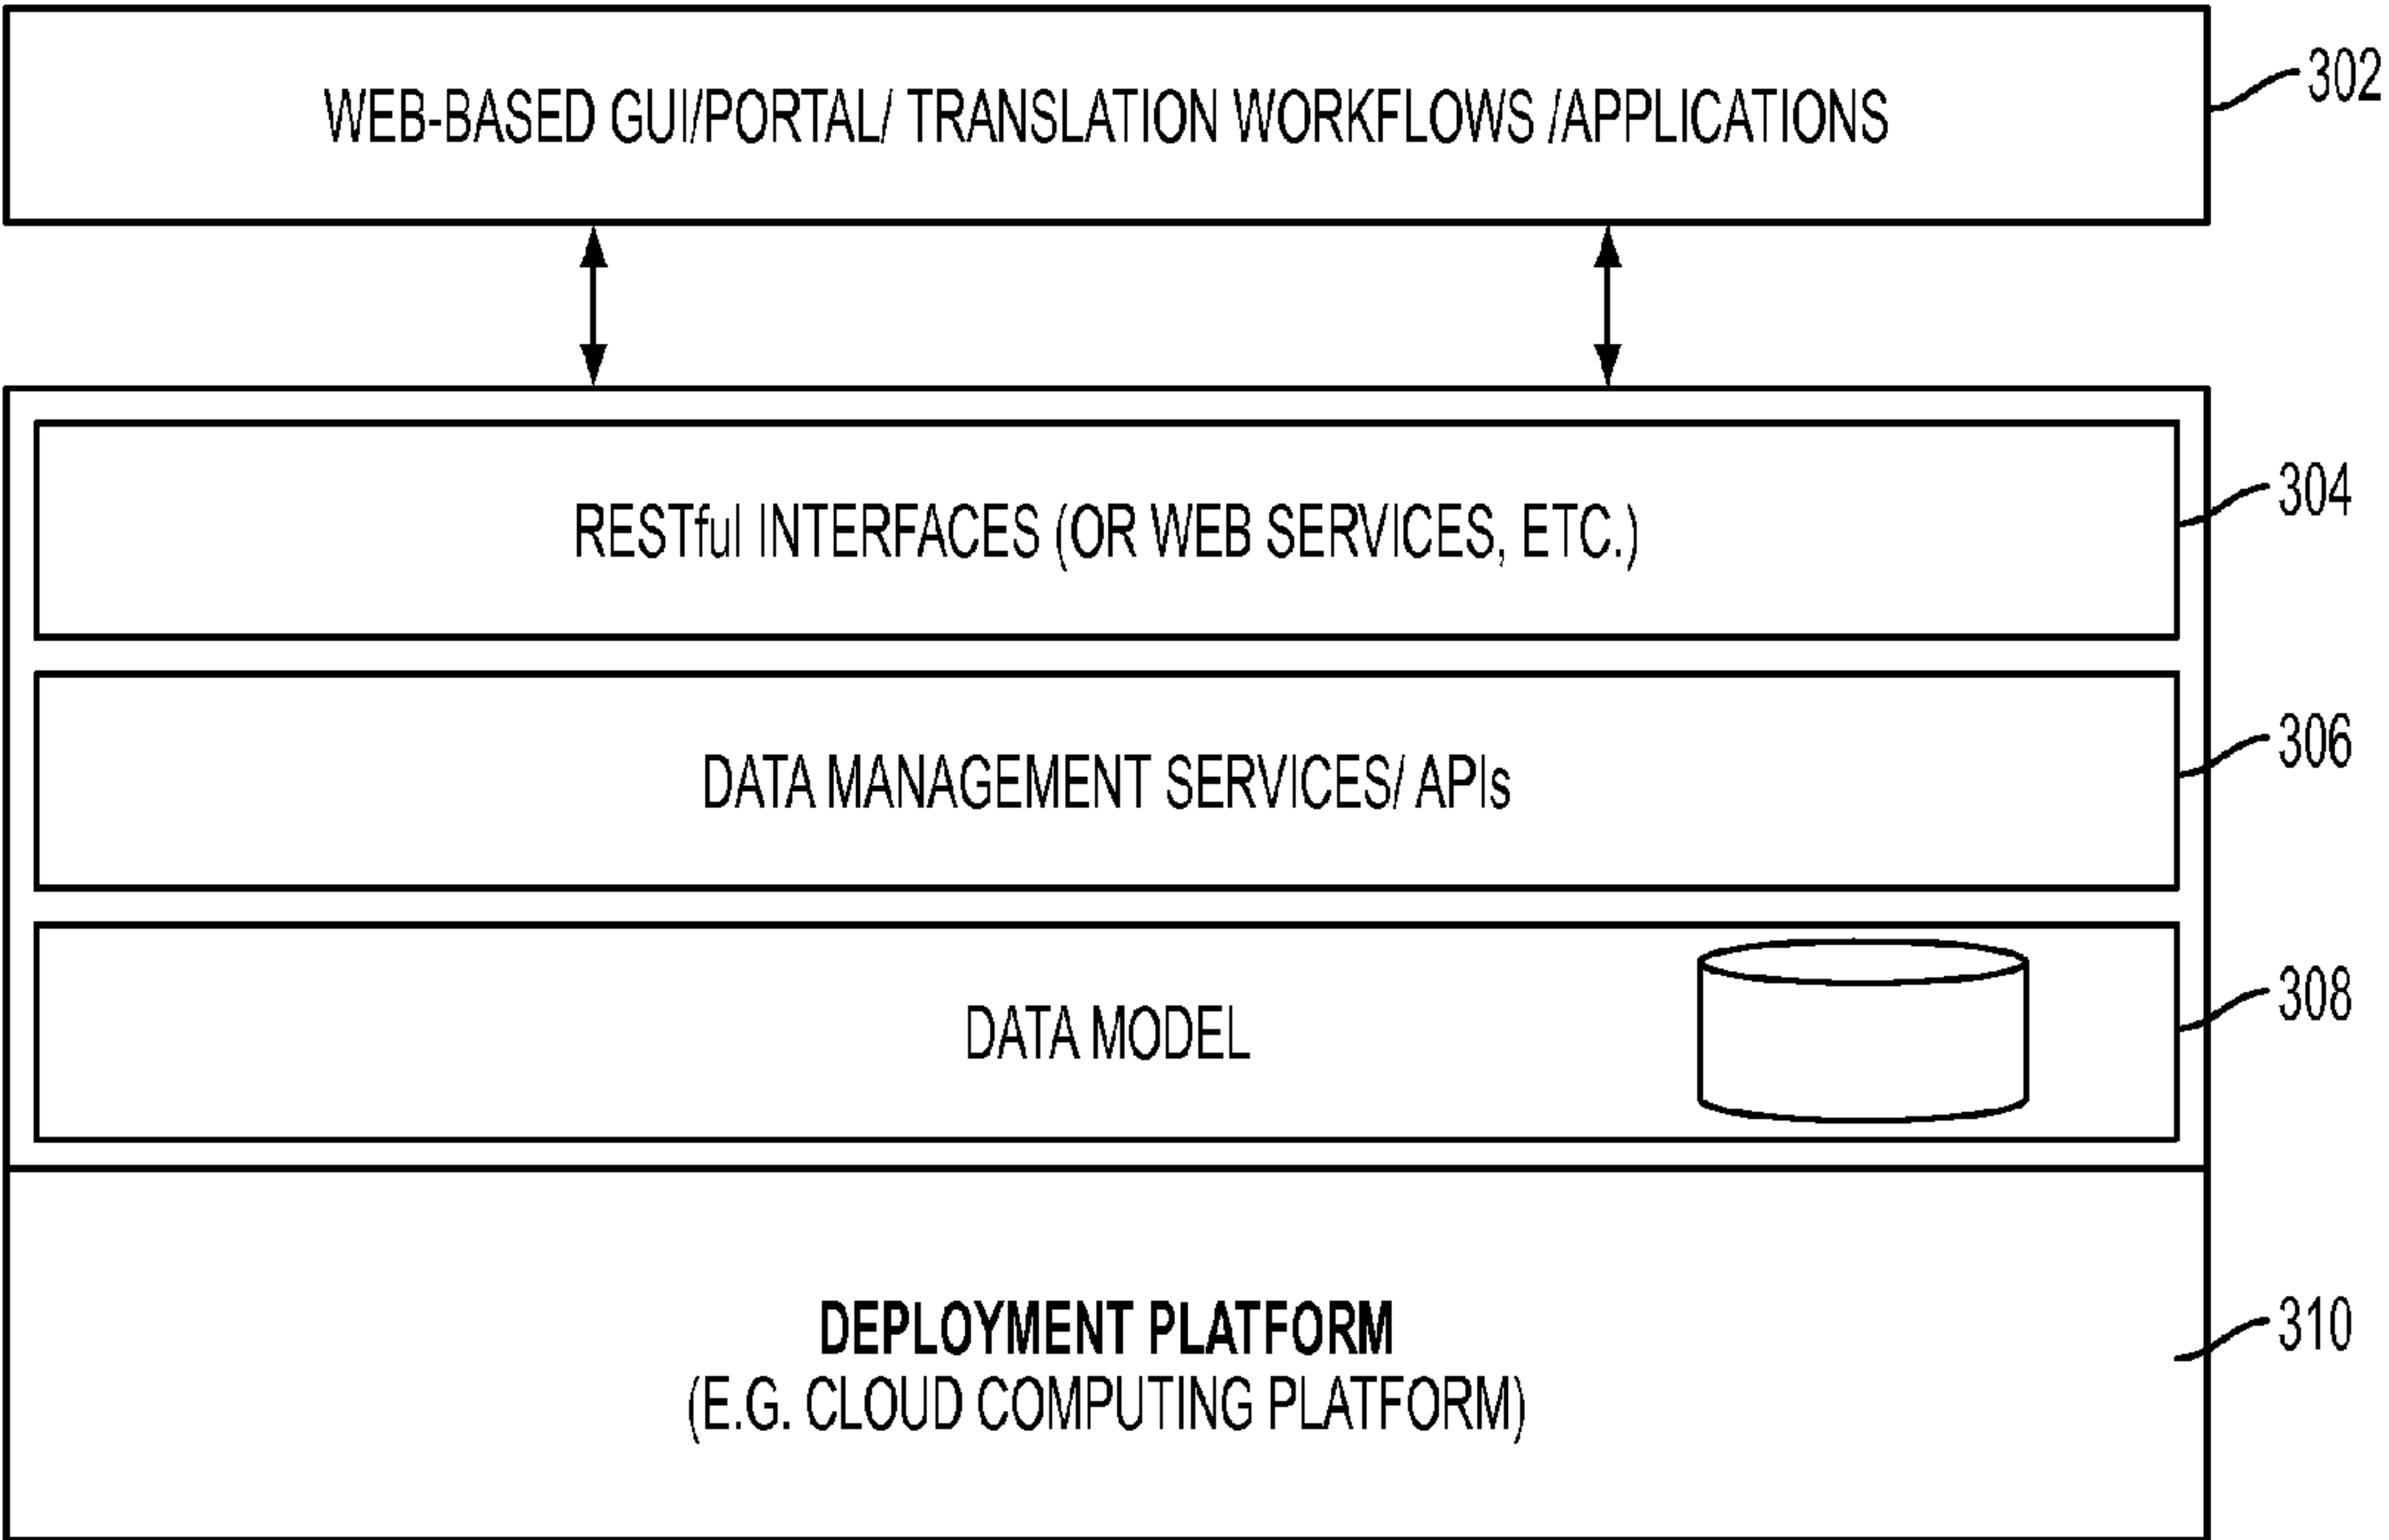 WEB-BASED GUI/PORTAL/ TRANSLATION WORKFLOWS /APPLICATIONS
302
RESTful INTERFACES (OR WEB SERVICES, ETC.)
304
DATA MANAGEMENT SERVICES/ APIs
306
DATA MODEL
308
DEPLOYMENT PLATFORM
(E.G. CLOUD COMPUTING PLATFORM)
310